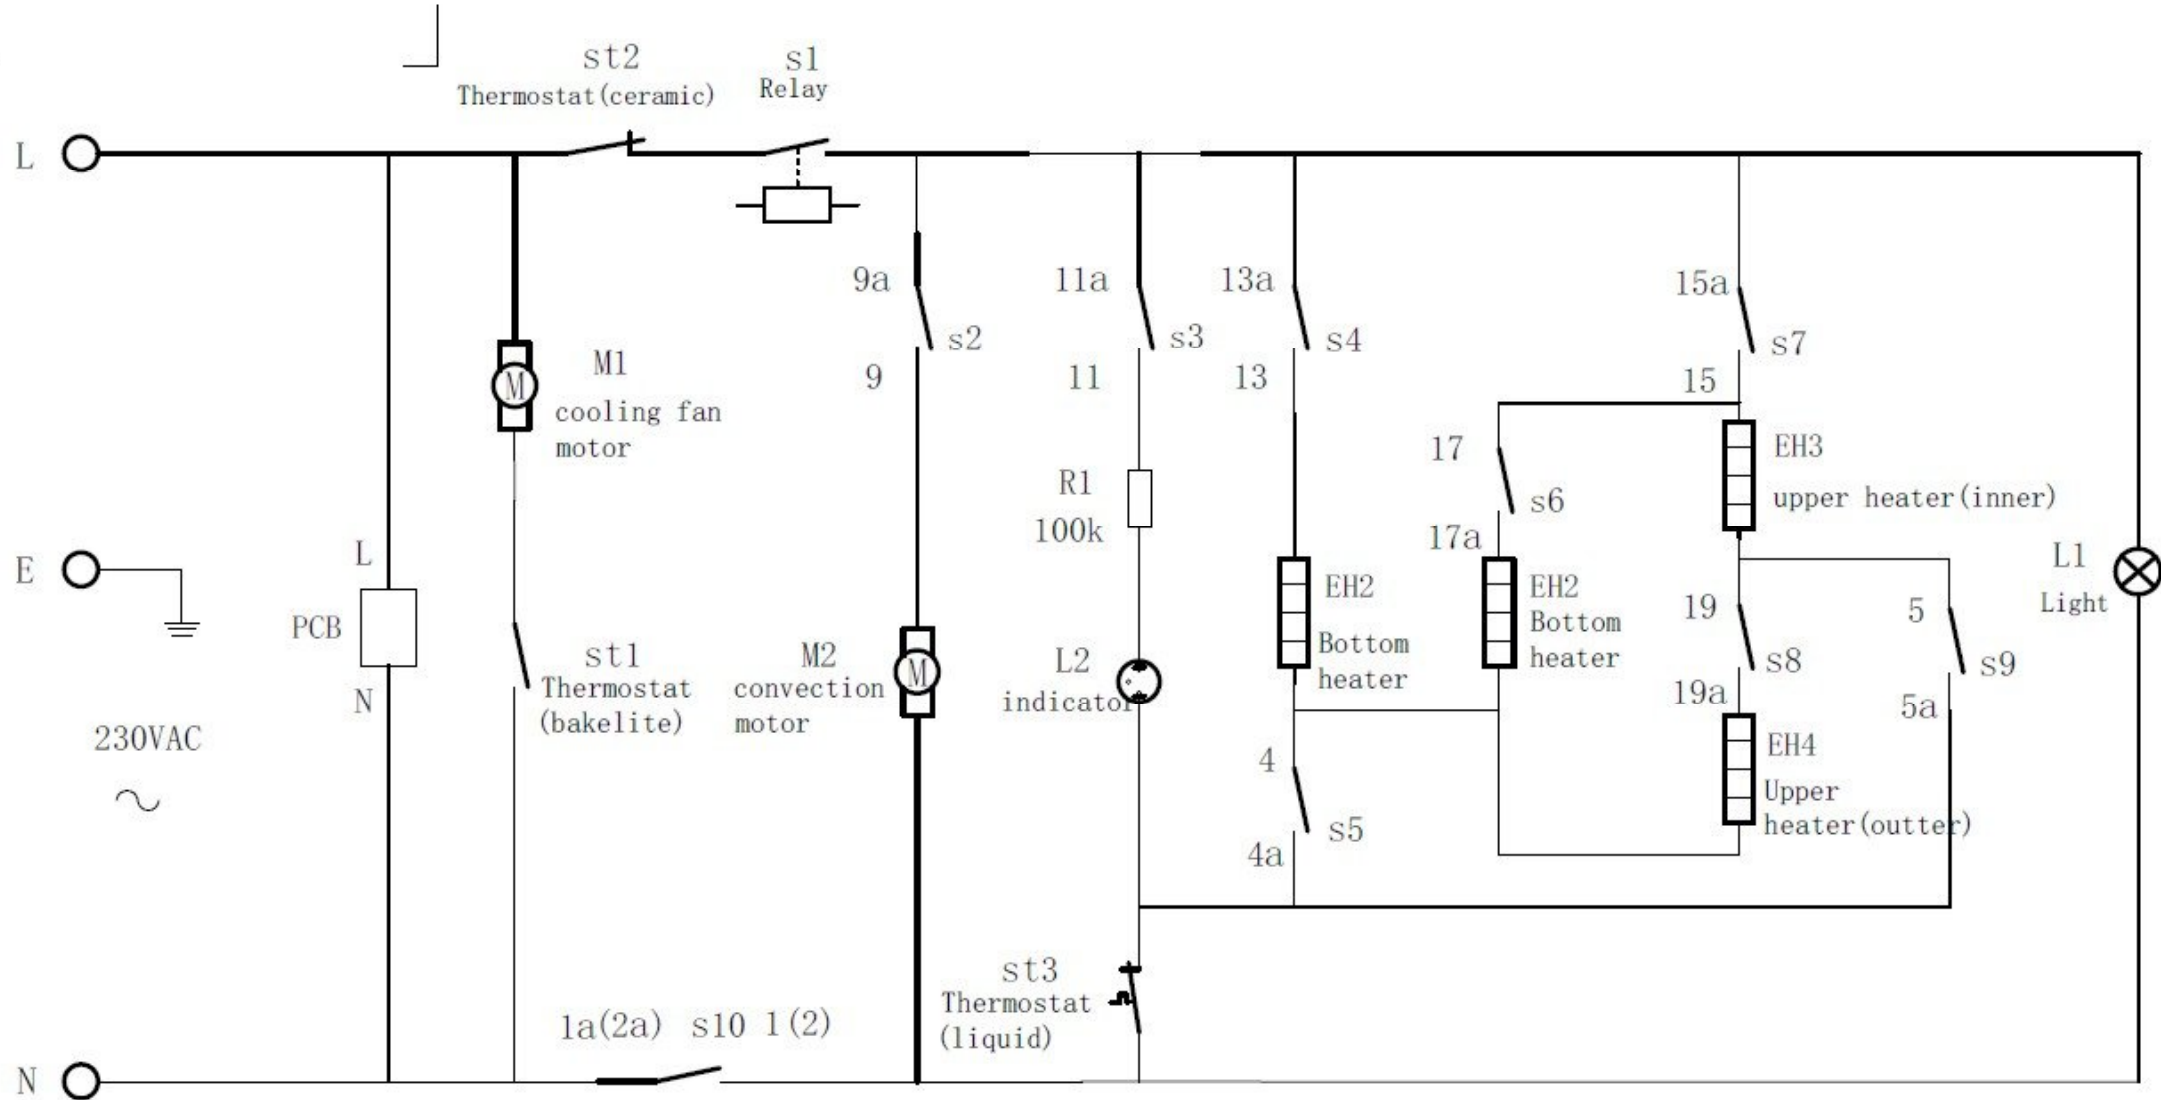 st2
Thermostat(ceramic)
s1
Relay
L
9a
s2
9
11a
s3
11
13a
s4
13
15a
s7
15
M1
cooling fan
motor
M
17
s6
17a
EH3
upper heater(inner)
R1
100k
E
L
PCB
N
230VAC
st1
Thermostat
(bakelite)
M2
convection
motor
M
L2
indicator
EH2
Bottom
heater
EH2
Bottom
heater
19
s8
19a
5
s9
5a
L1
Light
EH4
Upper
heater(outter)
4
s5
4a
st3
Thermostat
(liquid)
1a(2a) s10 1(2)
N